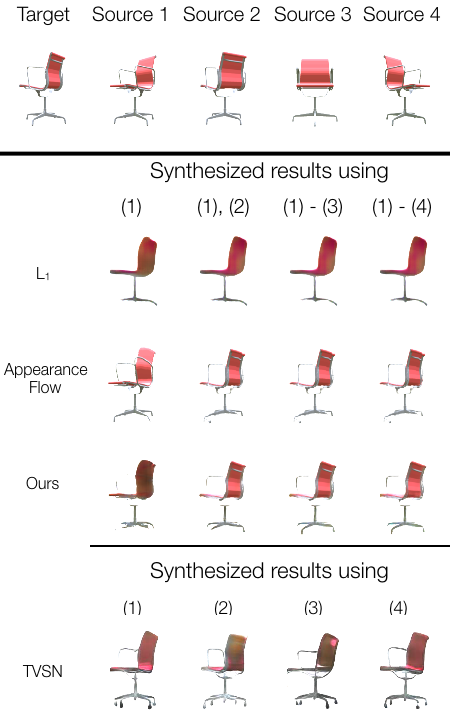 Target Source 1 Source 2 Source 3 Source 4
Synthesized results using
(1) (1), (2) (1) - (3) (1) - (4)
L₁
Appearance
Flow
Ours
Synthesized results using
(1) (2) (3) (4)
TVSN